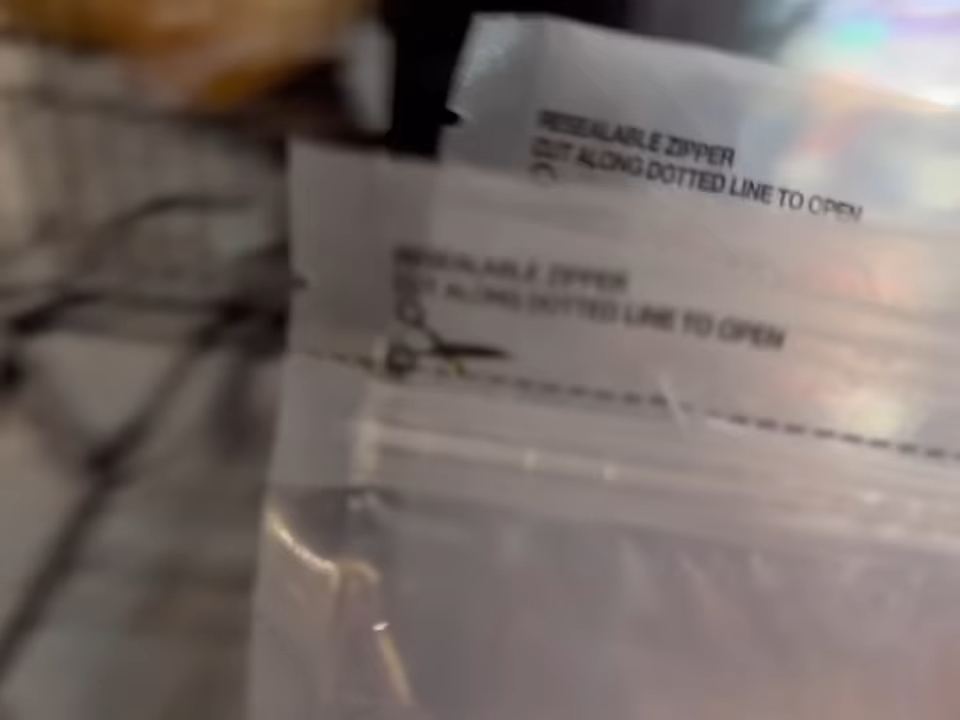 RESEALABLE ZIPPER
CUT ALONG DOTTED LINE TO OPEN
RESEALABLE ZIPPER
CUT ALONG DOTTED LINE TO OPEN